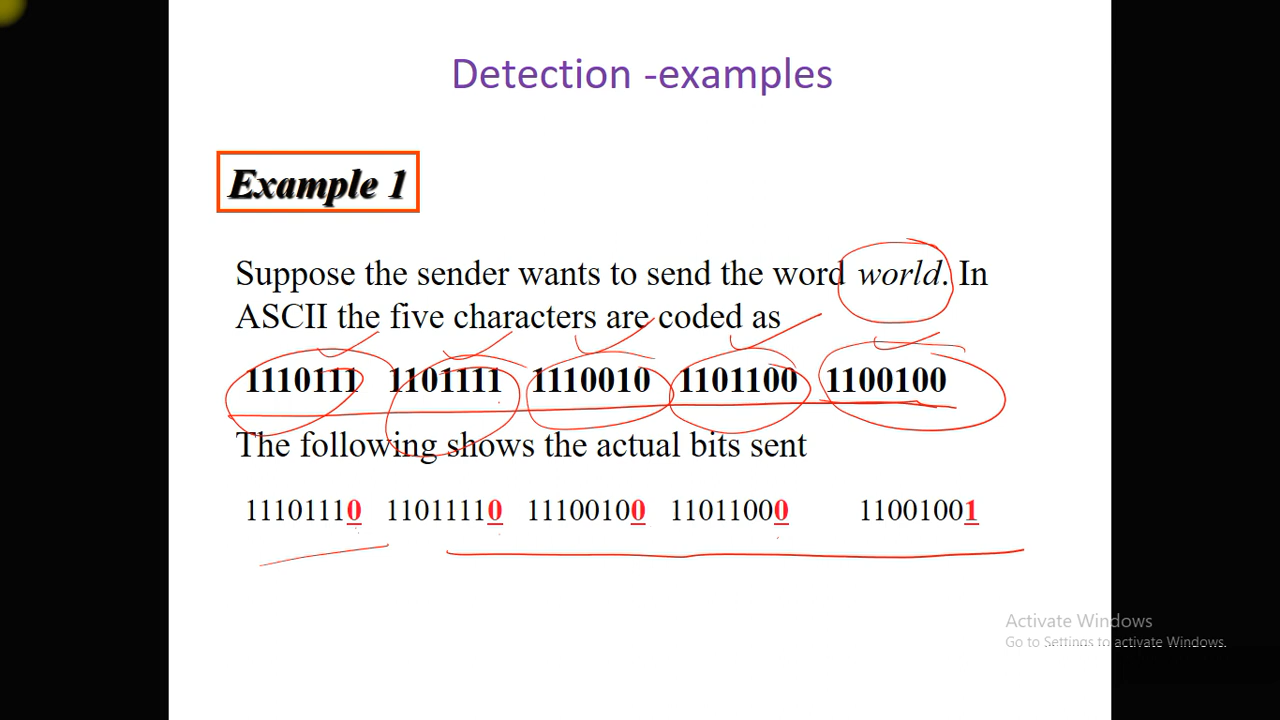 Detection -examples
Example 1
Suppose the sender wants to send the word world. In
ASCII the five characters are coded as
1110111 1101111 1110010 1101100 1100100
The following shows the actual bits sent
11101110 11011110 11100100 11011000 11001001
Activate Windows
Go to Settings to activate Windows.